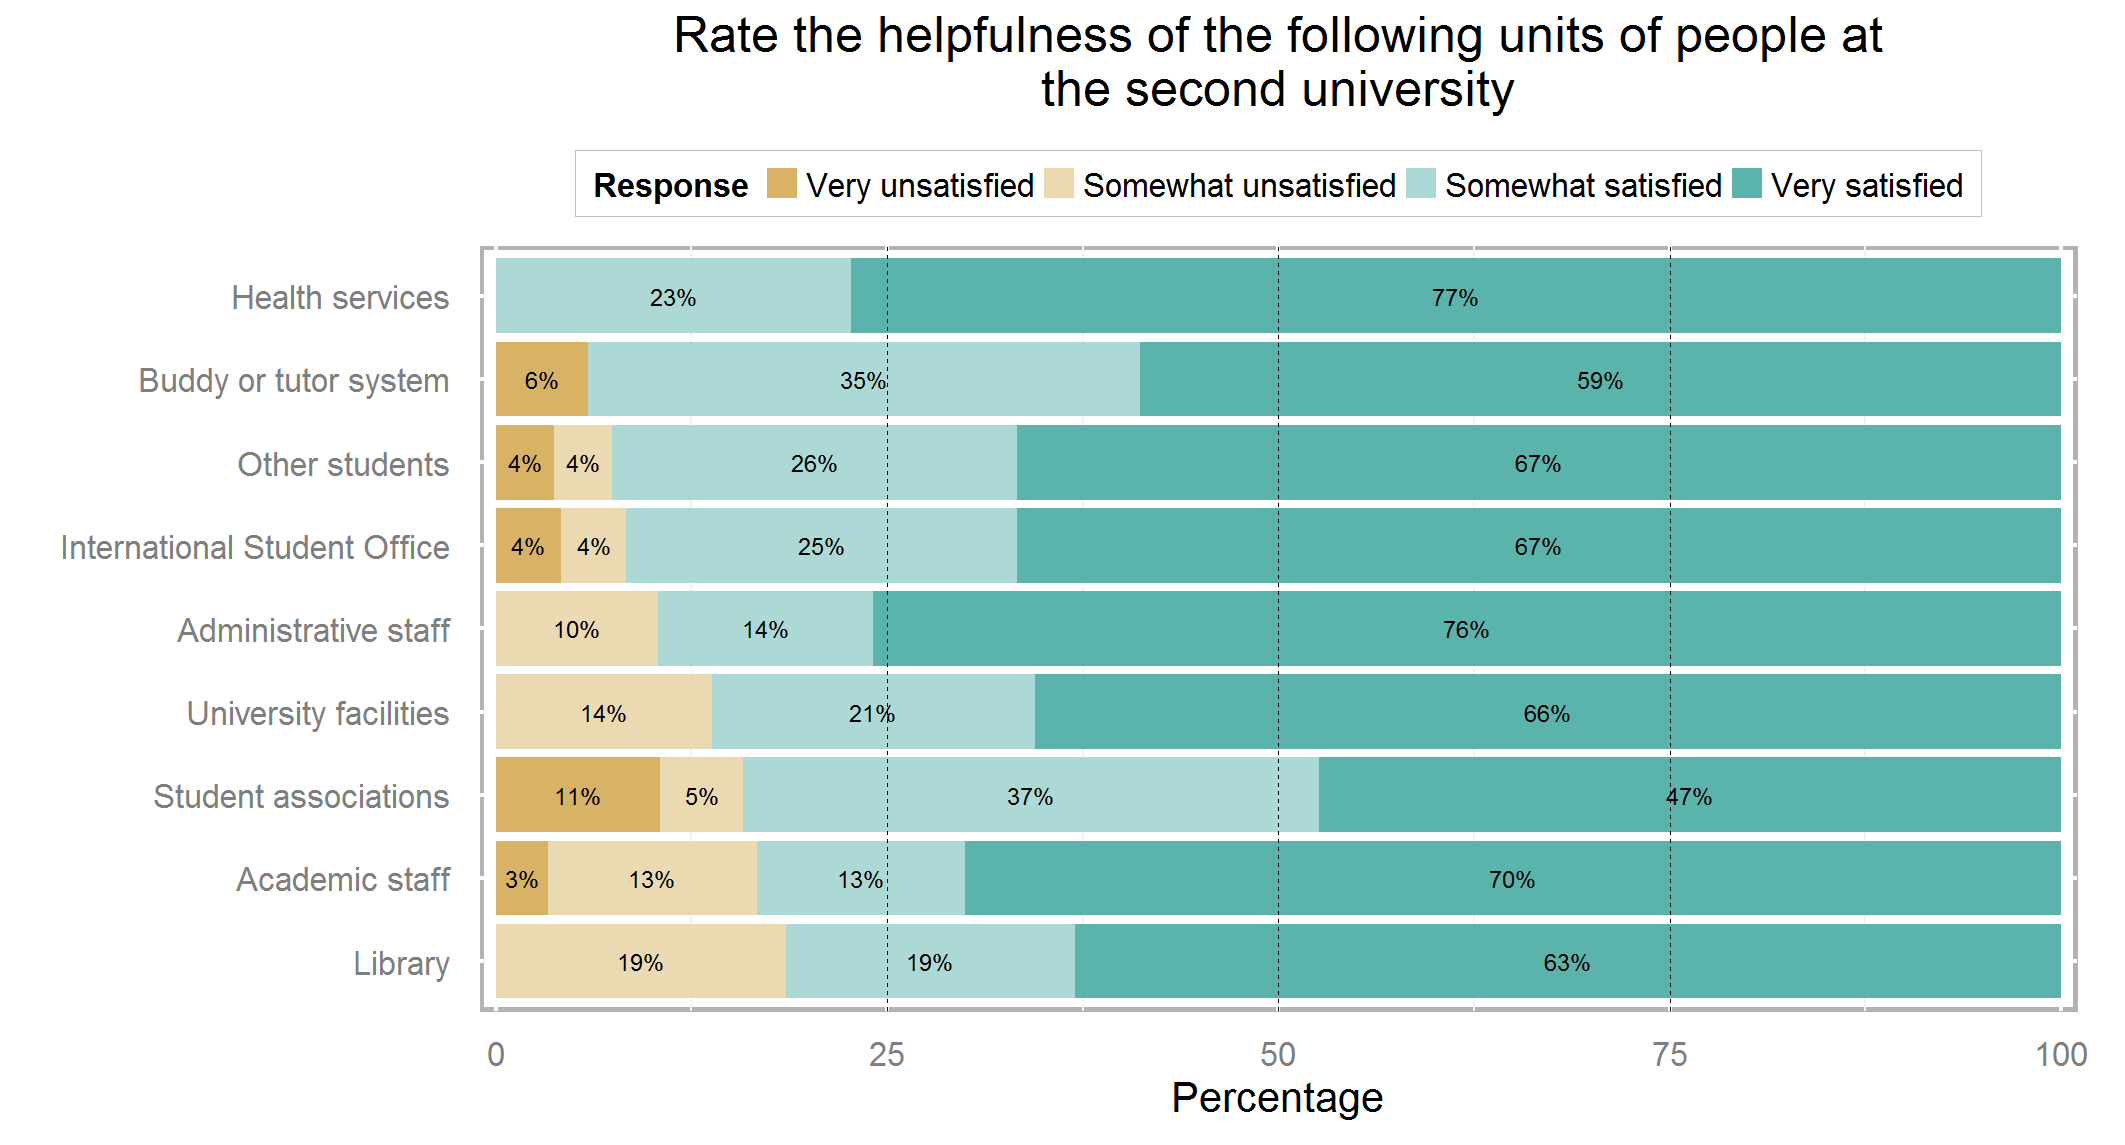 Rate the helpfulness of the following units of people at
the second university
Response Very unsatisfied Somewhat unsatisfied Somewhat satisfied Very satisfied
Health services 23% 77%
Buddy or tutor system 6% 35% 59%
Other students 4% 4% 26% 67%
International Student Office 4% 4% 25% 67%
Administrative staff 10% 14% 76%
University facilities 14% 21% 66%
Student associations 11% 5% 37% 47%
Academic staff 3% 13% 13% 70%
Library 19% 19% 63%
0 25 50 75 100
Percentage